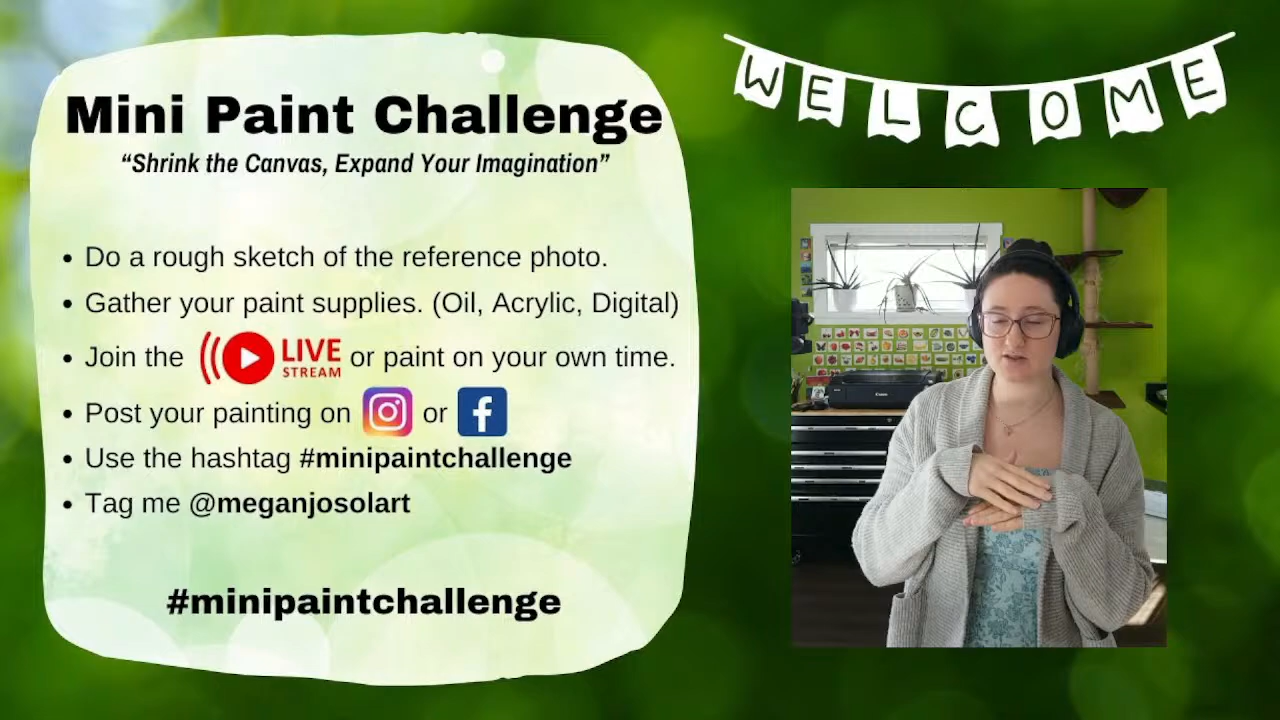 WELCOME
Mini Paint Challenge
“Shrink the Canvas, Expand Your Imagination”
• Do a rough sketch of the reference photo.
• Gather your paint supplies. (Oil, Acrylic, Digital)
• Join the LIVE STREAM or paint on your own time.
• Post your painting on or
• Use the hashtag #minipaintchallenge
• Tag me @meganjosolart
#minipaintchallenge
Canon